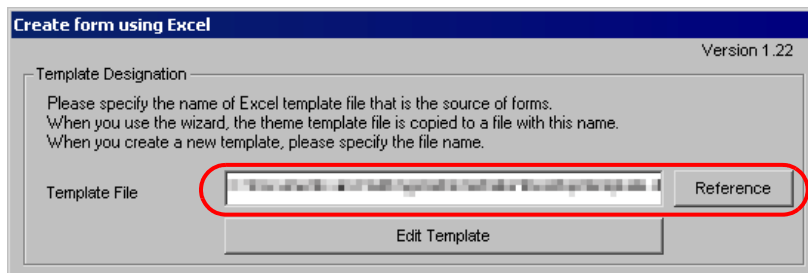 Create form using Excel
Version 1.22
Template Designation
Please specify the name of Excel template file that is the source of forms.
When you use the wizard, the theme template file is copied to a file with this name.
When you create a new template, please specify the file name.
Template File
Reference
Edit Template